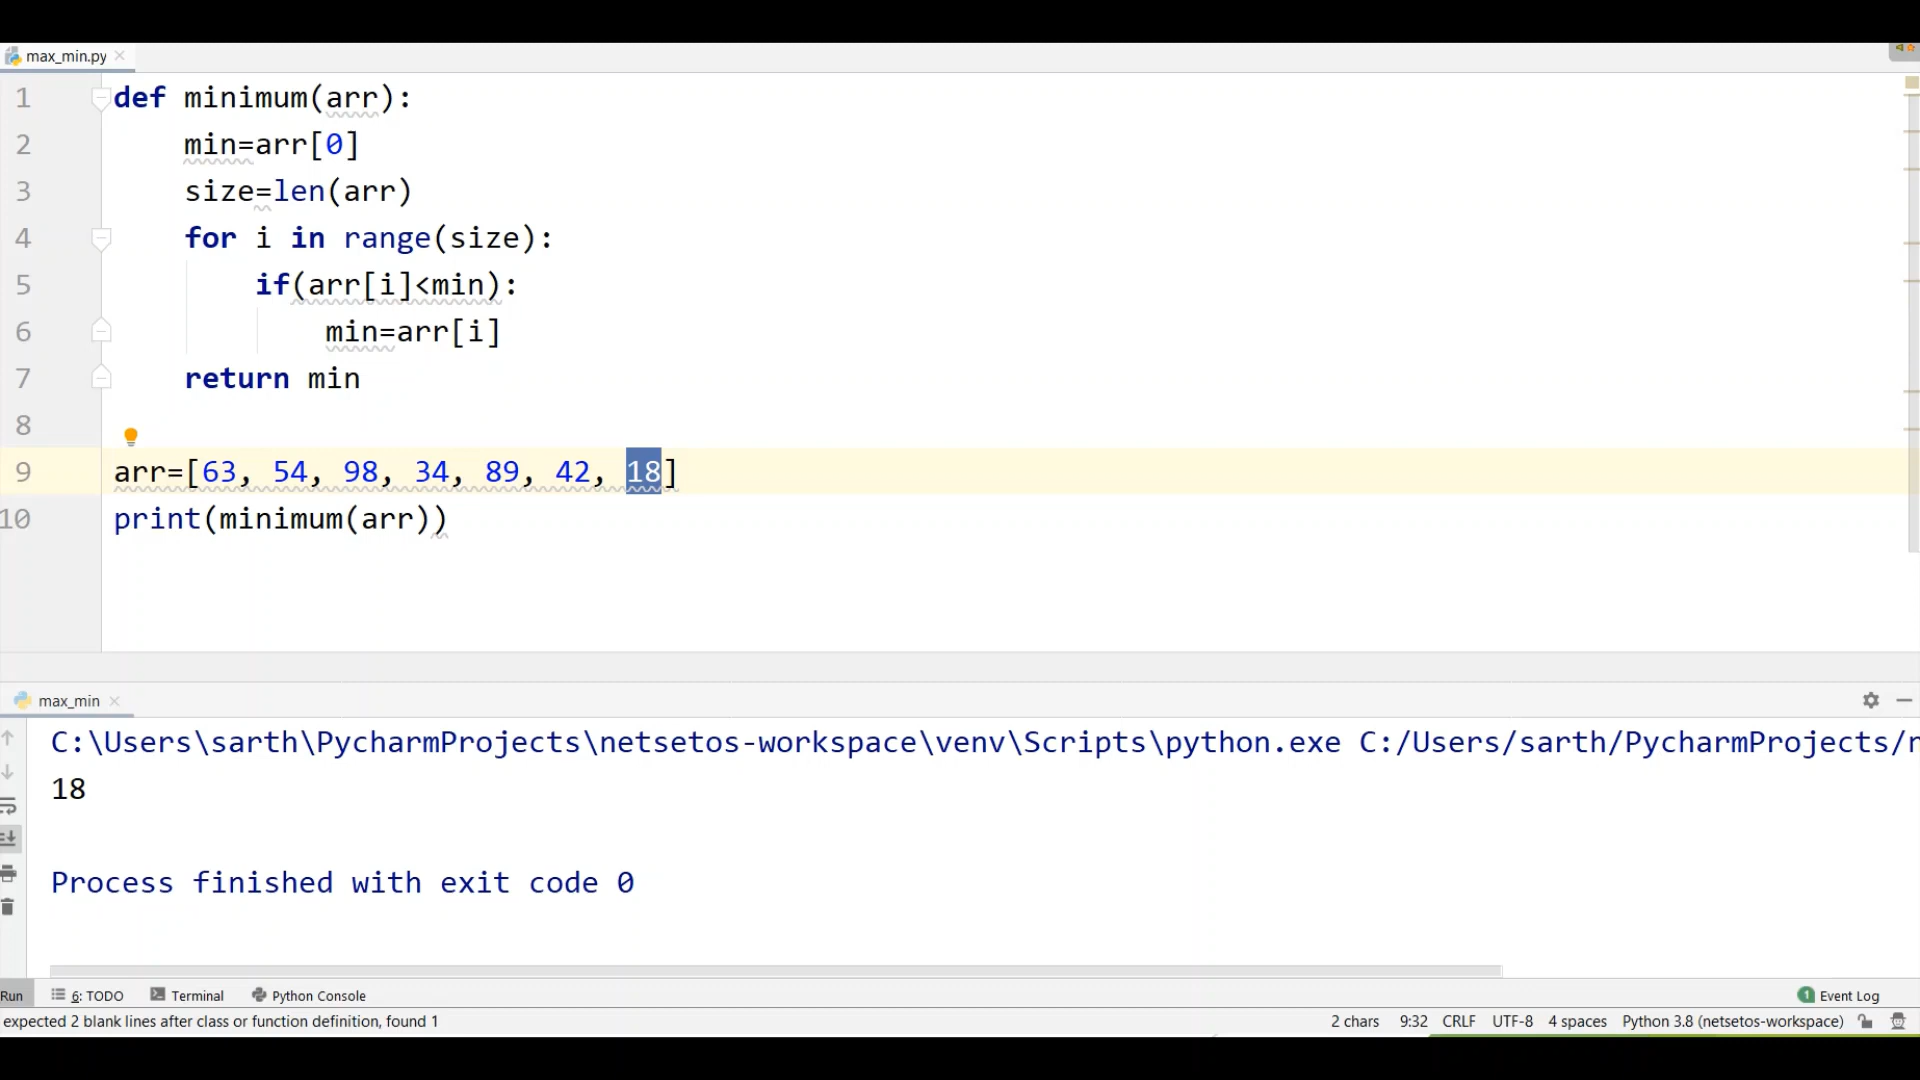 max_min.py
1 def minimum(arr):
2 min=arr[0]
3 size=len(arr)
4 for i in range(size):
5 if(arr[i]<min):
6 min=arr[i]
7 return min
8
9 arr=[63, 54, 98, 34, 89, 42, 18]
10 print(minimum(arr))
max_min
C:\Users\sarth\PycharmProjects\netsetos-workspace\venv\Scripts\python.exe C:/Users/sarth/PycharmProjects/n
18
Process finished with exit code 0
Run 6: TODO Terminal Python Console 1 Event Log
expected 2 blank lines after class or function definition, found 1 2 chars 9:32 CRLF UTF-8 4 spaces Python 3.8 (netsetos-workspace)